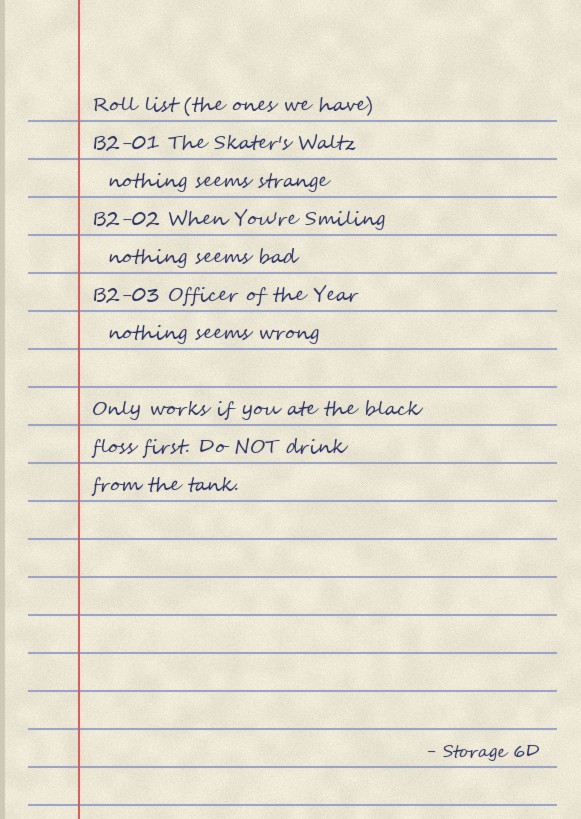 Roll list (the ones we have)
B2-01 The Skater's Waltz
nothing seems strange
B2-02 When You're Smiling
nothing seems bad
B2-03 Officer of the Year
nothing seems wrong
Only works if you ate the black
floss first. Do NOT drink
from the tank.
- Storage 6D